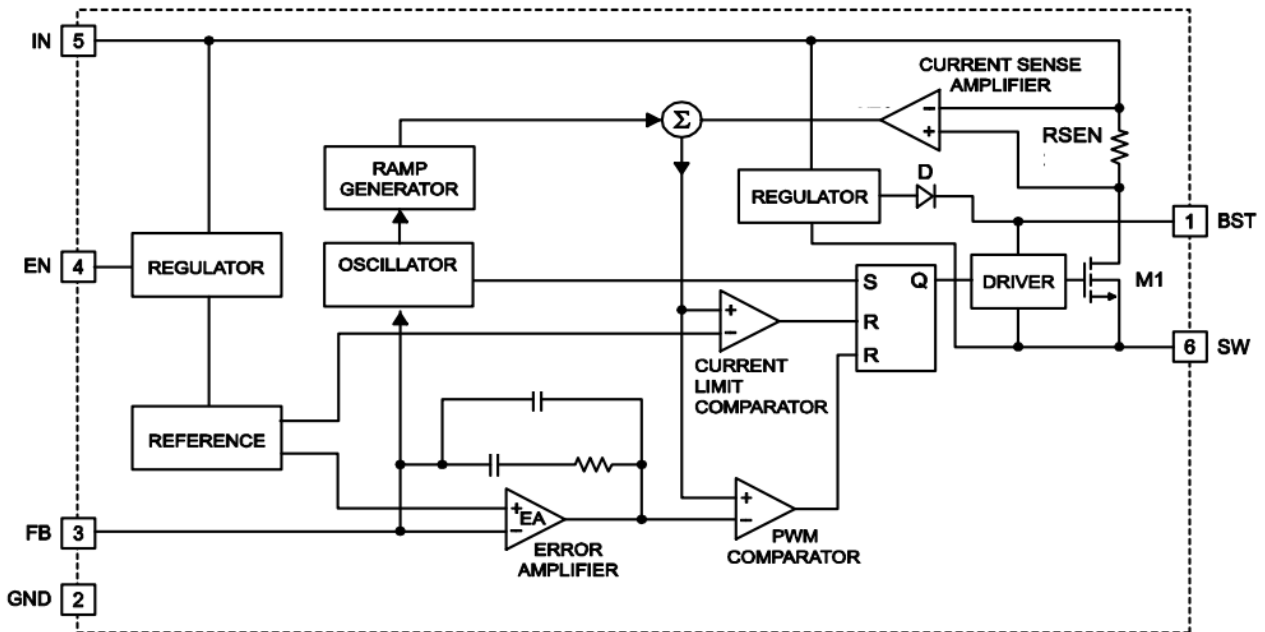 IN 5
CURRENT SENSE
AMPLIFIER
−
+
Σ
RSEN
RAMP
GENERATOR
D
REGULATOR
1 BST
EN 4
REGULATOR
OSCILLATOR
S Q
DRIVER
M1
+
−
R
R
6 SW
CURRENT
LIMIT
COMPARATOR
REFERENCE
+
EA
−
+
−
FB 3
ERROR
AMPLIFIER
PWM
COMPARATOR
GND 2